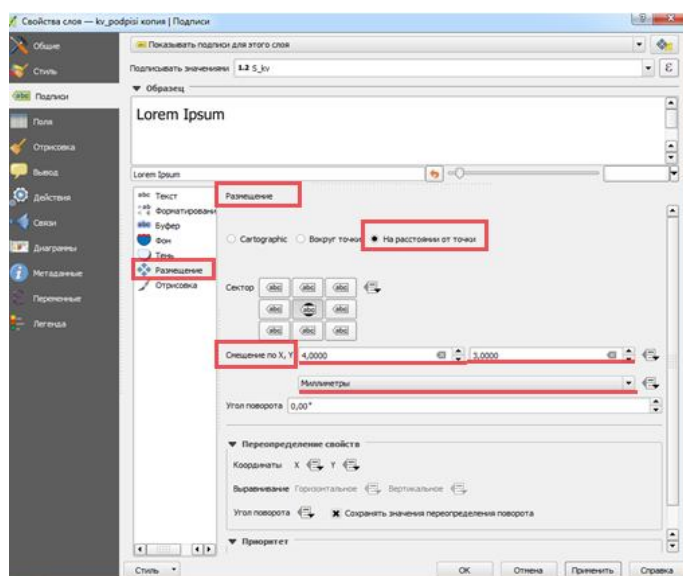 Свойства слоя — kv_podpisi копия | Подписи
Общие
Стиль
Подписи
Поля
Отрисовка
Вывод
Действия
Связи
Диаграммы
Метаданные
Переменные
Легенда
Показывать подписи для этого слоя
Подписывать значениями 1.2 S_kv
Образец
Lorem Ipsum
Lorem Ipsum
Текст
Форматировани
Буфер
Фон
Тень
Размещение
Отрисовка
Размещение
Cartographic Вокруг точки На расстоянии от точки
Сектор abc abc abc
abc abc abc
abc abc abc
Смещение по X, Y 4,0000 3,0000
Миллиметры
Угол поворота 0,00°
Переопределение свойств
Координаты X Y
Выравнивание Горизонтальное Вертикальное
Угол поворота Сохранять значения переопределения поворота
Приоритет
Стиль OK Отмена Применить Справка